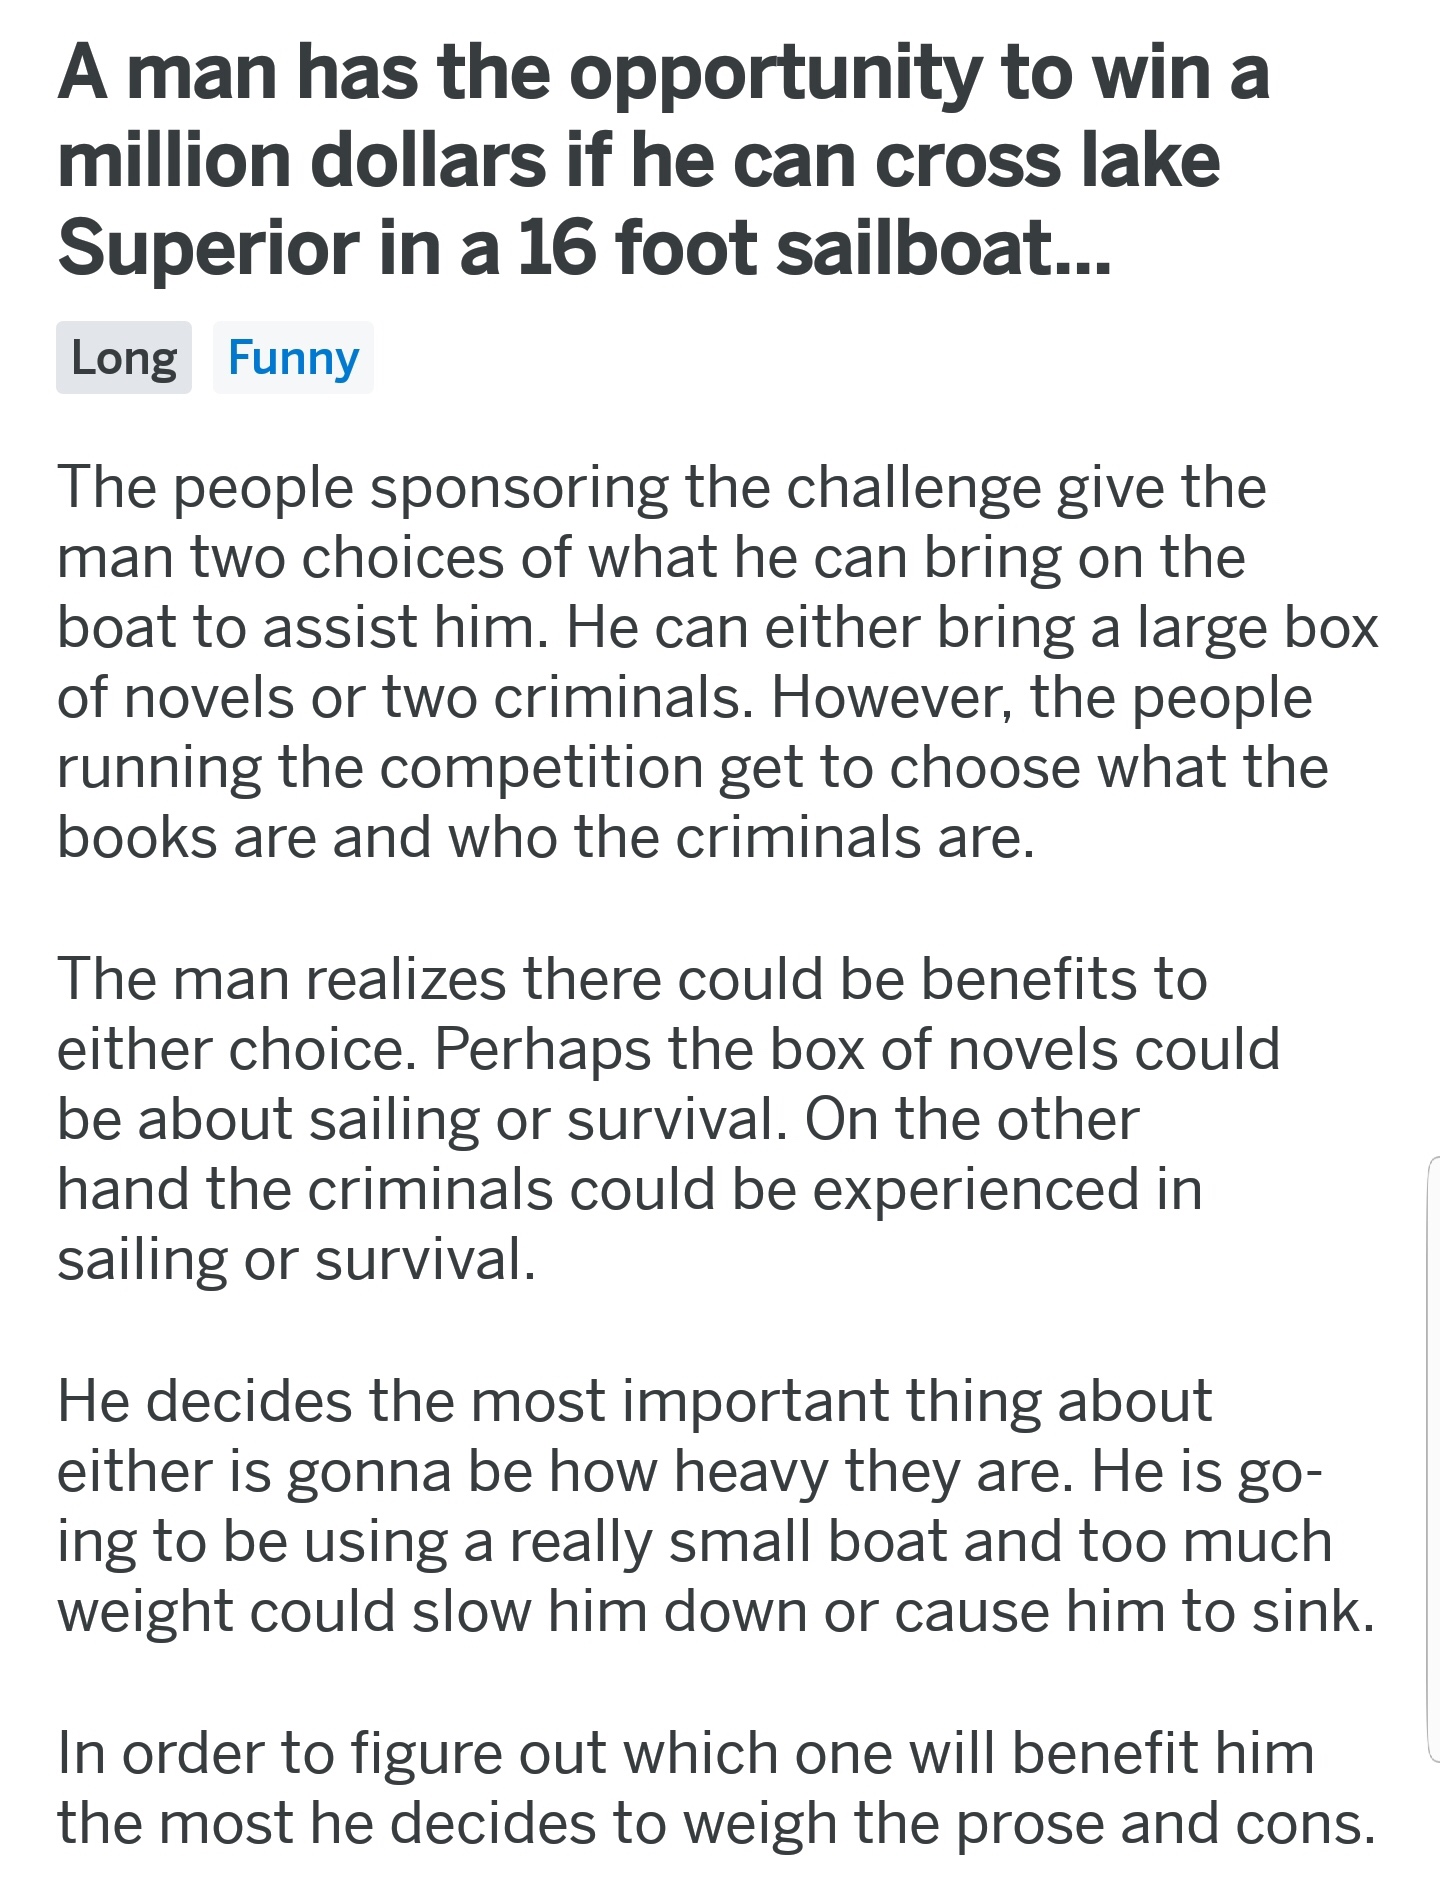 A man has the opportunity to win a
million dollars if he can cross lake
Superior in a 16 foot sailboat...
Long Funny
The people sponsoring the challenge give the
man two choices of what he can bring on the
boat to assist him. He can either bring a large box
of novels or two criminals. However, the people
running the competition get to choose what the
books are and who the criminals are.
The man realizes there could be benefits to
either choice. Perhaps the box of novels could
be about sailing or survival. On the other
hand the criminals could be experienced in
sailing or survival.
He decides the most important thing about
either is gonna be how heavy they are. He is go-
ing to be using a really small boat and too much
weight could slow him down or cause him to sink.
In order to figure out which one will benefit him
the most he decides to weigh the prose and cons.